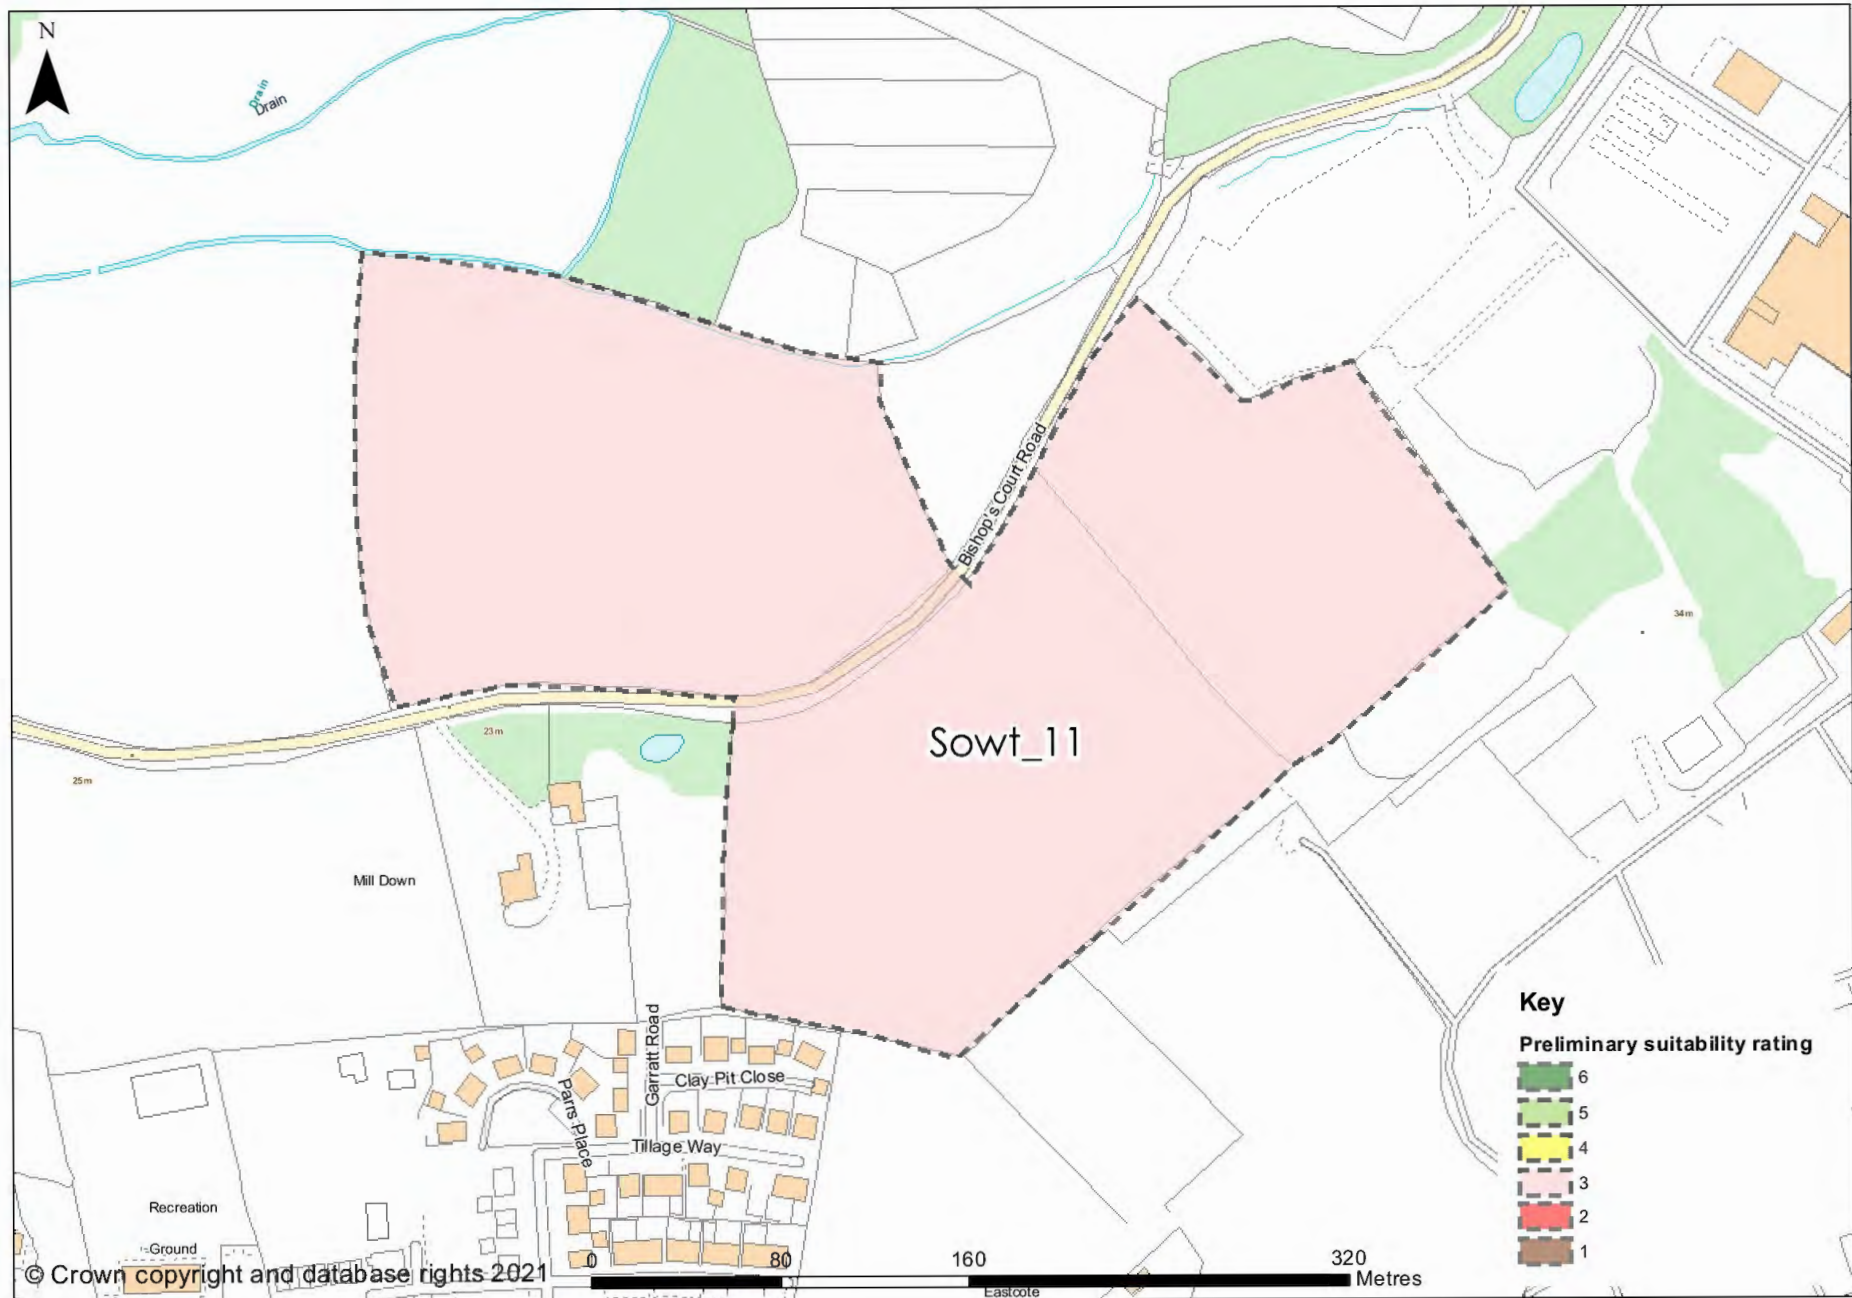 N
Drain
Drain
Bishop's Court Road
34m
Sowt_11
23m
25m
Mill Down
Key
Preliminary suitability rating
6
5
4
3
2
1
Garratt Road
Clay Pit Close
Parrs Place
Tillage Way
Recreation
Ground
© Crown copyright and database rights 2021
0 80 160 320
Metres
Eastcote